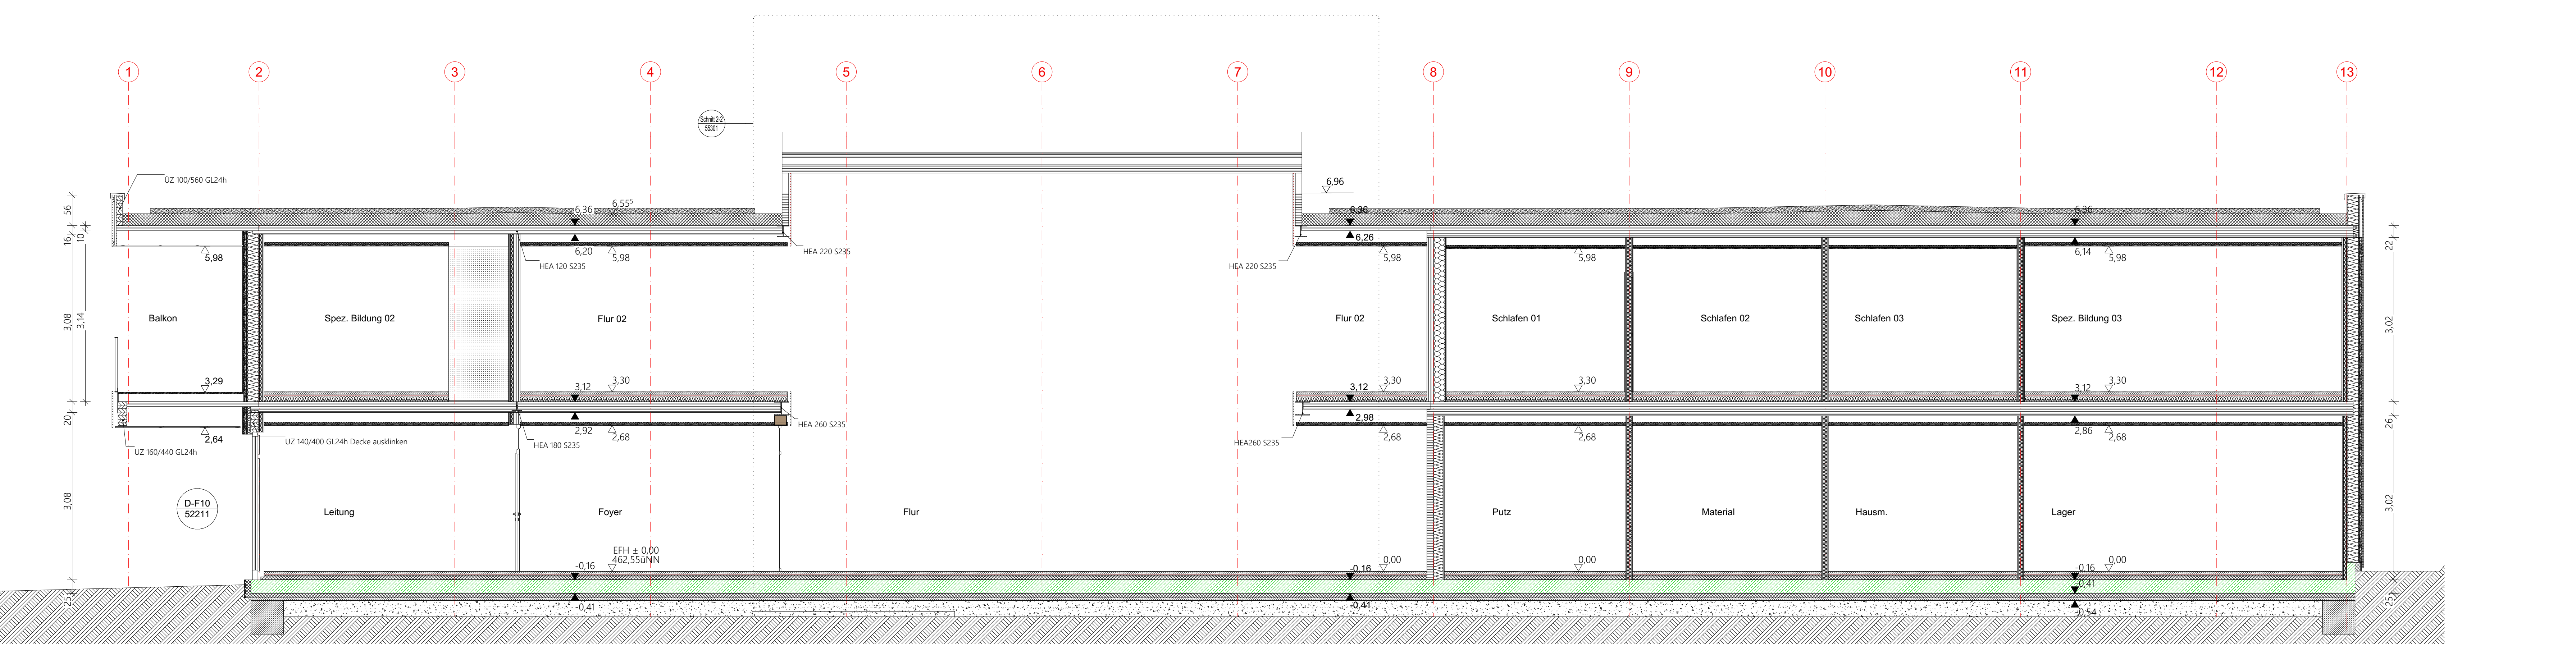 1 2 3 4 5 6 7 8 9 10 11 12 13
Schnitt 2-2
55301
ÜZ 100/560 GL24h
6,96
6,36
6,55⁵
6,36
6,36
56
16
10
6,26
22
6,20
5,98
HEA 120 S235
HEA 220 S235
HEA 220 S235
5,98
5,98
5,98
6,14
5,98
Balkon
Spez. Bildung 02
Flur 02
Flur 02
Schlafen 01
Schlafen 02
Schlafen 03
Spez. Bildung 03
3,08
3,14
3,02
3,29
3,12
3,30
3,12
3,30
3,30
3,12
3,30
20
2,64
2,92
2,68
HEA 260 S235
2,98
2,68
2,68
2,86
2,68
26
UZ 160/440 GL24h
UZ 140/400 GL24h Decke ausklinken
HEA 180 S235
HEA260 S235
D-F10
52211
3,08
3,02
Leitung
Foyer
Flur
Putz
Material
Hausm.
Lager
EFH ± 0,00
462,55üNN
-0,16
0,00
-0,16
0,00
0,00
-0,16
-0,41
25
-0,41
-0,41
-0,54
25